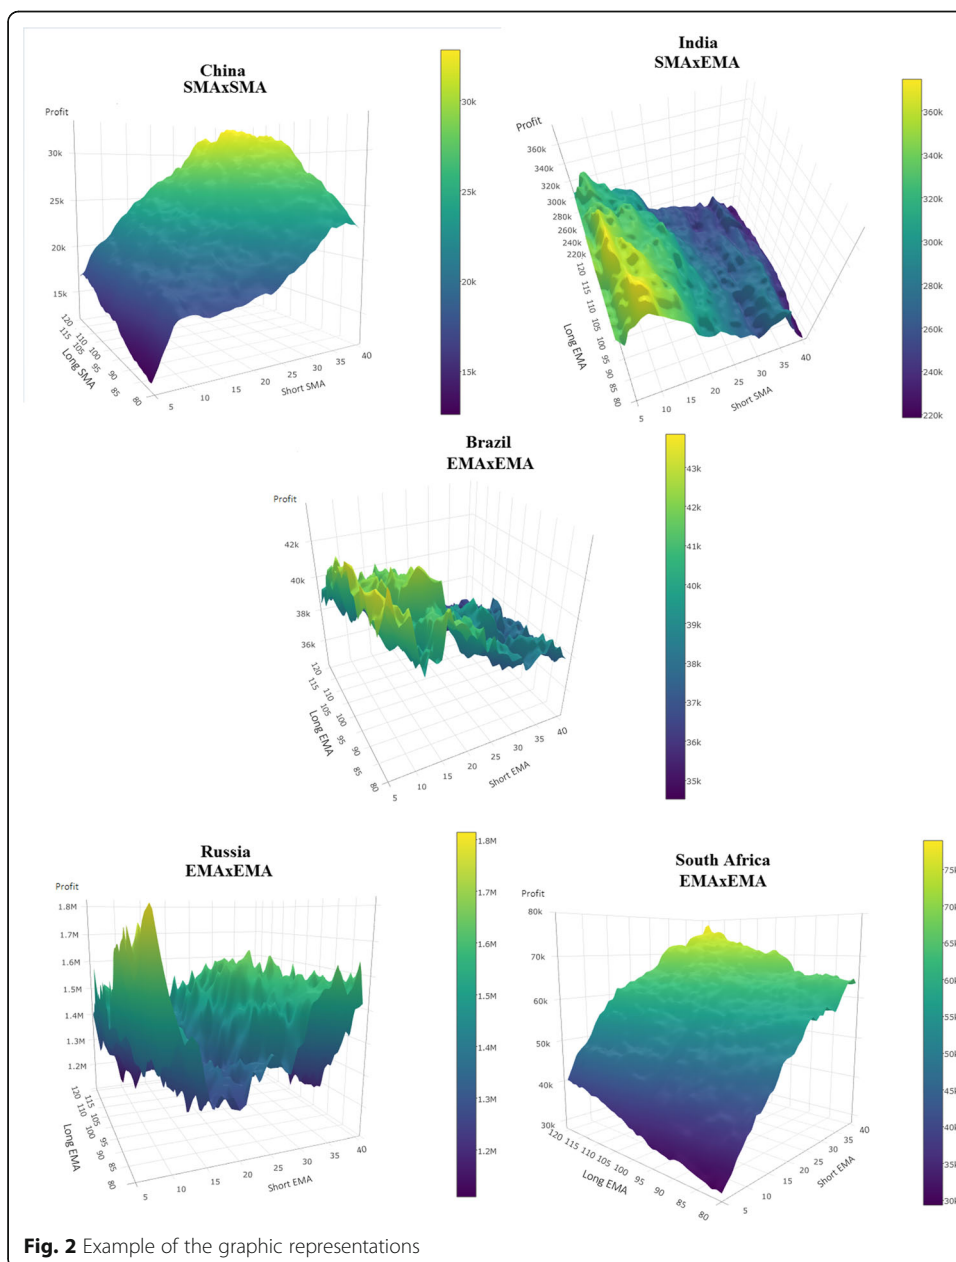 China
SMAxSMA
Profit
30k
25k
20k
15k
120
115
110
105
100
95
90
85
80
Long SMA
5
10
15
20
25
30
35
40
Short SMA
30k
25k
20k
15k
India
SMAxEMA
Profit
360k
340k
320k
300k
280k
260k
240k
220k
120
115
110
105
100
95
90
85
80
Long EMA
5
10
15
20
25
30
35
40
Short SMA
360k
340k
320k
300k
280k
260k
240k
220k
Brazil
EMAxEMA
Profit
42k
40k
38k
36k
120
115
110
105
100
95
90
85
80
Long EMA
5
10
15
20
25
30
35
40
Short EMA
43k
42k
41k
40k
39k
38k
37k
36k
35k
Russia
EMAxEMA
Profit
1.8M
1.7M
1.6M
1.5M
1.4M
1.3M
1.2M
120
115
110
105
100
95
90
85
80
Long EMA
5
10
15
20
25
30
35
40
Short EMA
1.8M
1.7M
1.6M
1.5M
1.4M
1.3M
1.2M
South Africa
EMAxEMA
Profit
80k
70k
60k
50k
40k
30k
120
115
110
105
100
95
90
85
80
Long EMA
5
10
15
20
25
30
35
40
Short EMA
75k
70k
65k
60k
55k
50k
45k
40k
35k
30k
Fig. 2 Example of the graphic representations